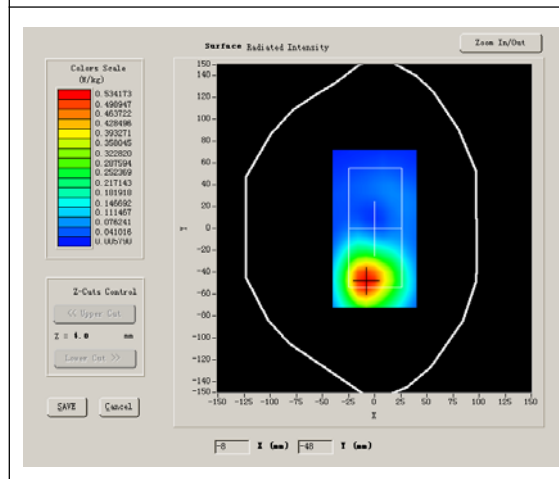 Surface Radiated Intensity
Zoom In/Out
Colors Scale
(W/kg)
0.534173
0.498947
0.463722
0.428496
0.393271
0.358045
0.322820
0.287594
0.252369
0.217143
0.181918
0.146692
0.111467
0.076241
0.041016
0.005790
Z-Cuts Control
<< Upper Cut
Z = 4.0 mm
Lower Cut >>
SAVE
Cancel
150
140
120
100
80
60
40
20
0
-20
-40
-60
-80
-100
-120
-140
-150
Y
-150 -125 -100 -75 -50 -25 0 25 50 75 100 125 150
X
-8 X (mm) -48 Y (mm)